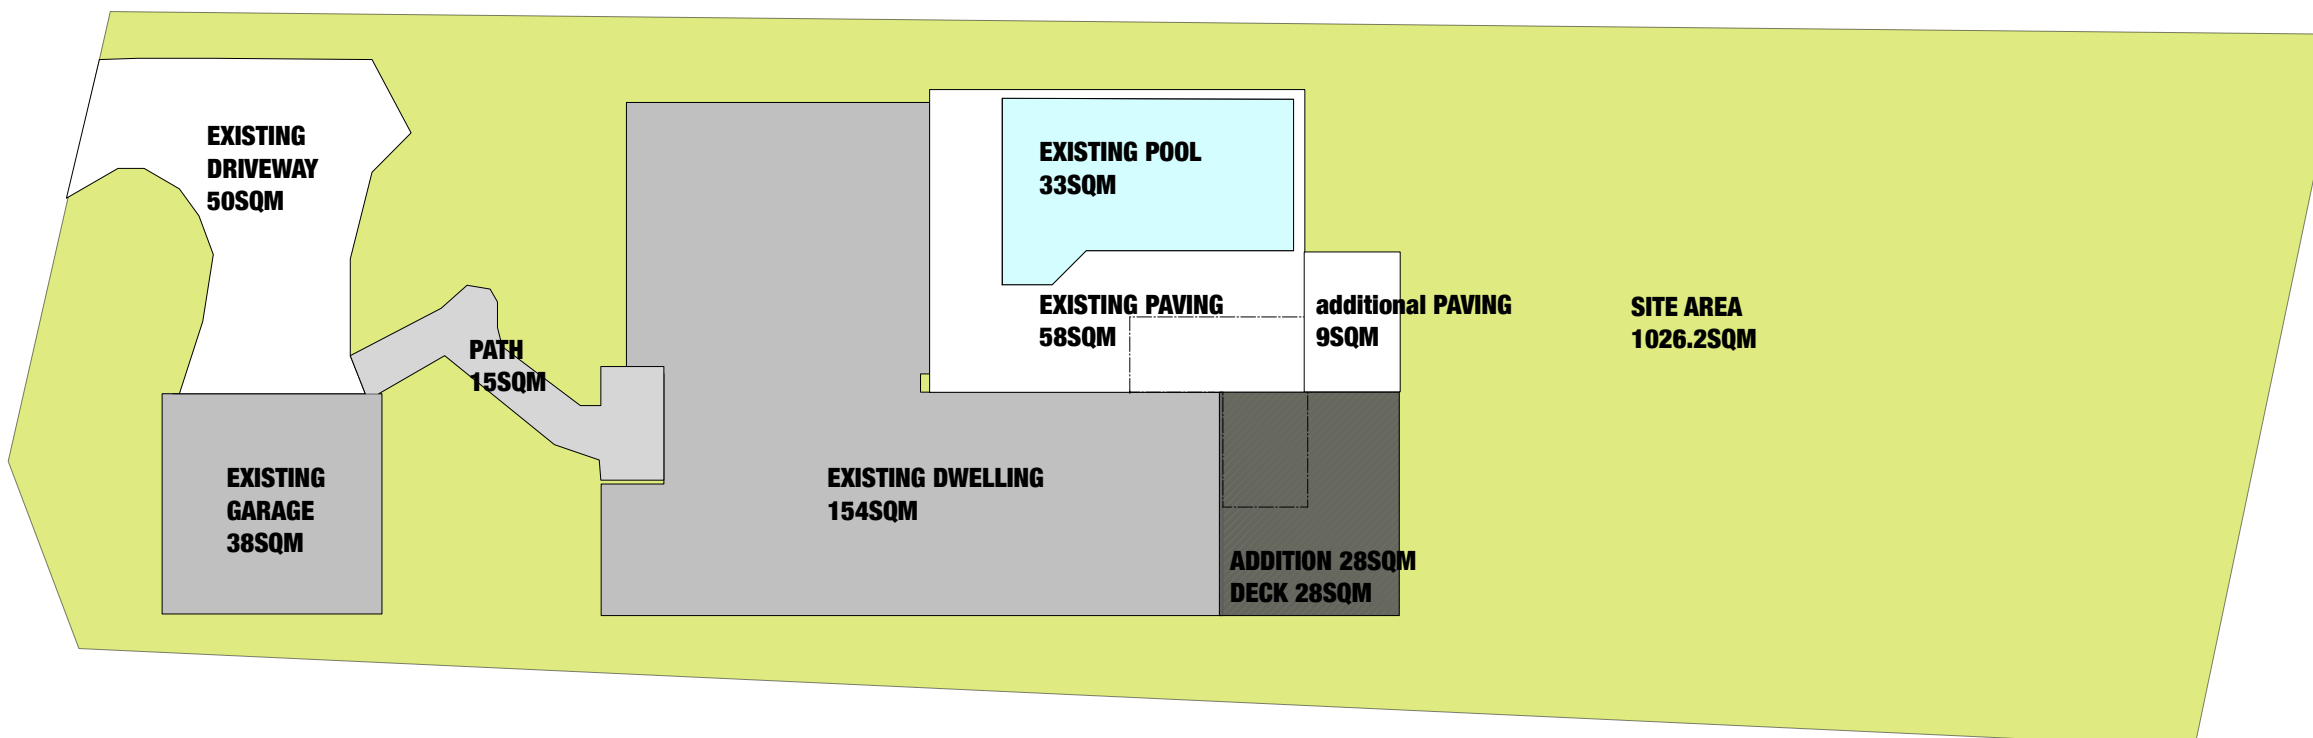 EXISTING
DRIVEWAY
50SQM
EXISTING POOL
33SQM
EXISTING PAVING
58SQM
additional PAVING
9SQM
SITE AREA
1026.2SQM
PATH
15SQM
EXISTING
GARAGE
38SQM
EXISTING DWELLING
154SQM
ADDITION 28SQM
DECK 28SQM